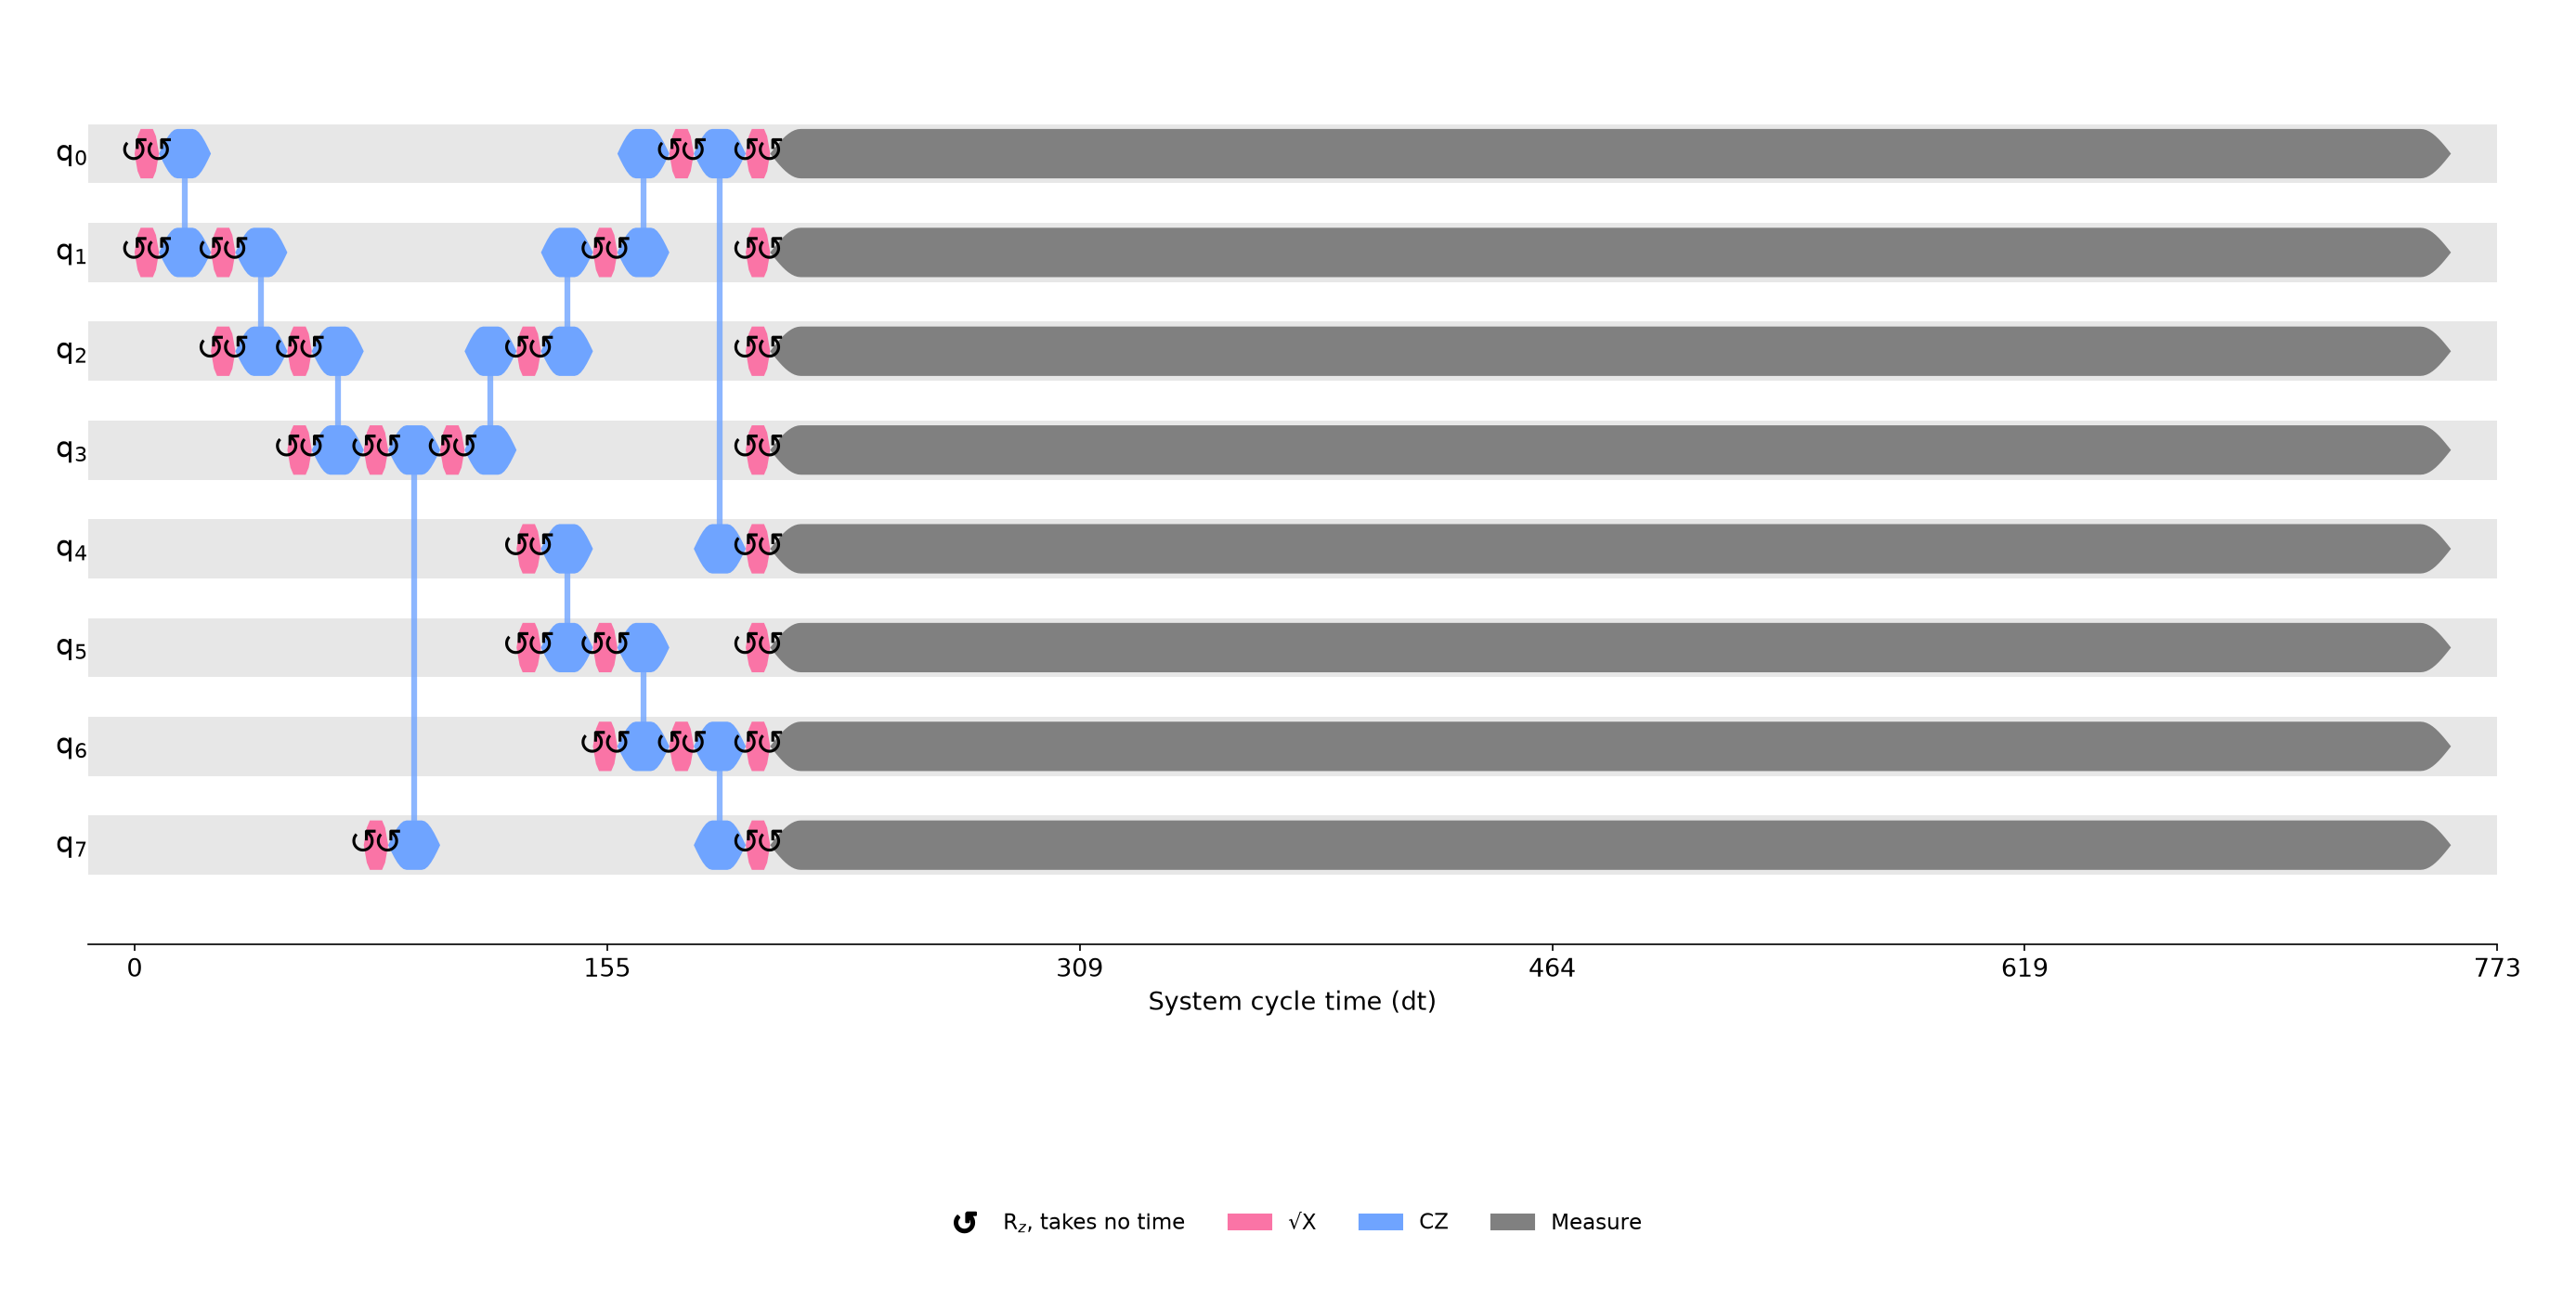 q0
q1
q2
q3
q4
q5
q6
q7
0 155 309 464 619 773
System cycle time (dt)
Rz, takes no time √X CZ Measure